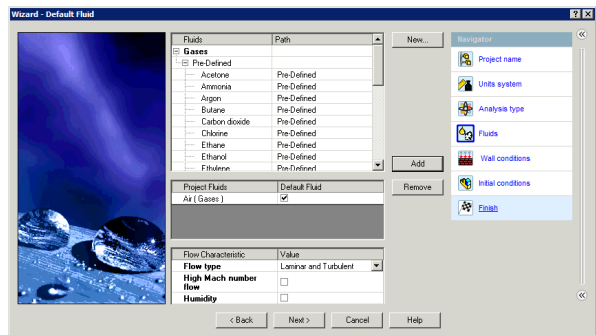 Wizard - Default Fluid
Fluids Path
Gases
Pre-Defined
Acetone Pre-Defined
Ammonia Pre-Defined
Argon Pre-Defined
Butane Pre-Defined
Carbon dioxide Pre-Defined
Chlorine Pre-Defined
Ethane Pre-Defined
Ethanol Pre-Defined
Ethylene Pre-Defined
New...
Add
Remove
Project Fluids Default Fluid
Air ( Gases )
Flow Characteristic Value
Flow type Laminar and Turbulent
High Mach number
flow
Humidity
< Back Next > Cancel Help
Navigator
Project name
Units system
Analysis type
Fluids
Wall conditions
Initial conditions
Finish